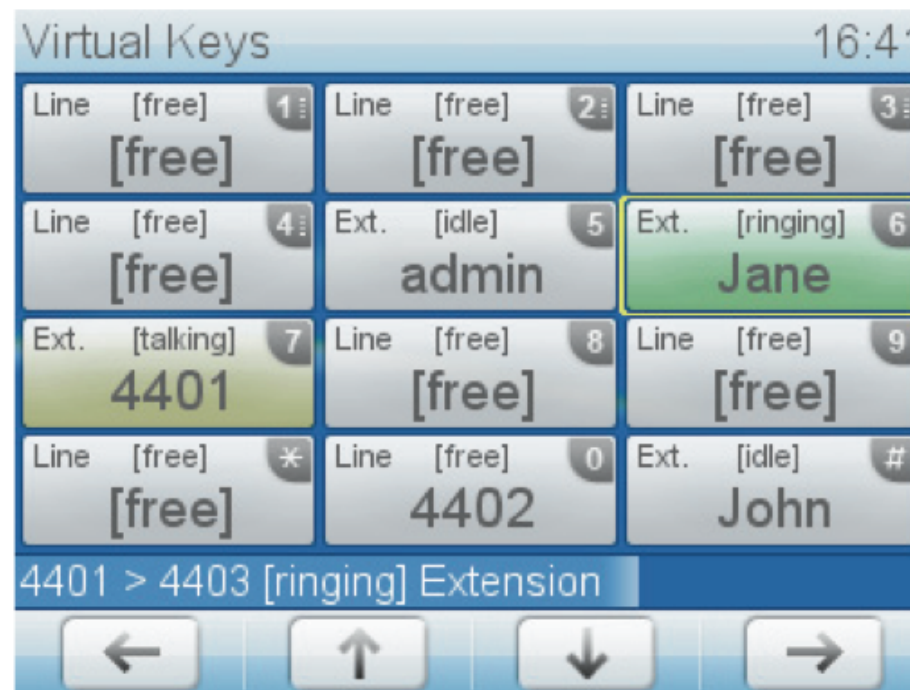 Virtual Keys 16:41
Line [free] 1 Line [free] 2 Line [free] 3
[free] [free] [free]
Line [free] 4 Ext. [idle] 5 Ext. [ringing] 6
[free] admin Jane
Ext. [talking] 7 Line [free] 8 Line [free] 9
4401 [free] [free]
Line [free] * Line [free] 0 Ext. [idle] #
[free] 4402 John
4401 > 4403 [ringing] Extension